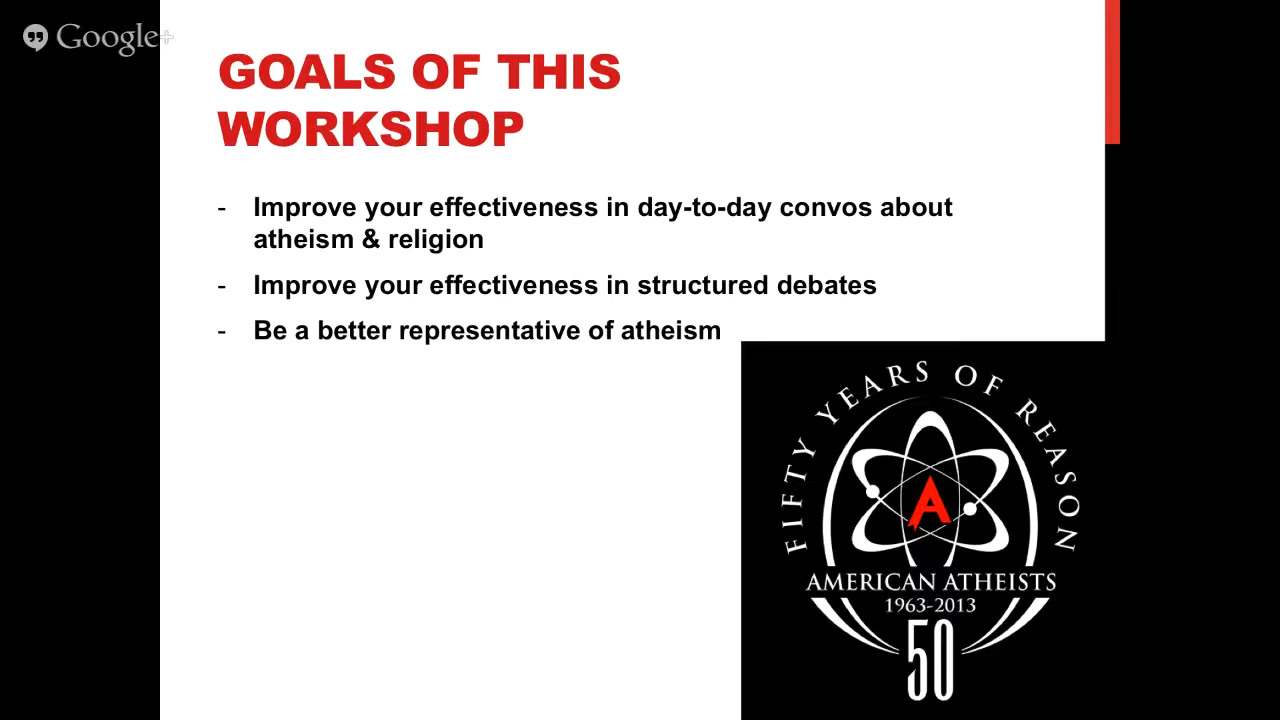 Google+
GOALS OF THIS
WORKSHOP
- Improve your effectiveness in day-to-day convos about
atheism & religion
- Improve your effectiveness in structured debates
- Be a better representative of atheism
FIFTY YEARS OF REASON
A
AMERICAN ATHEISTS
1963-2013
50